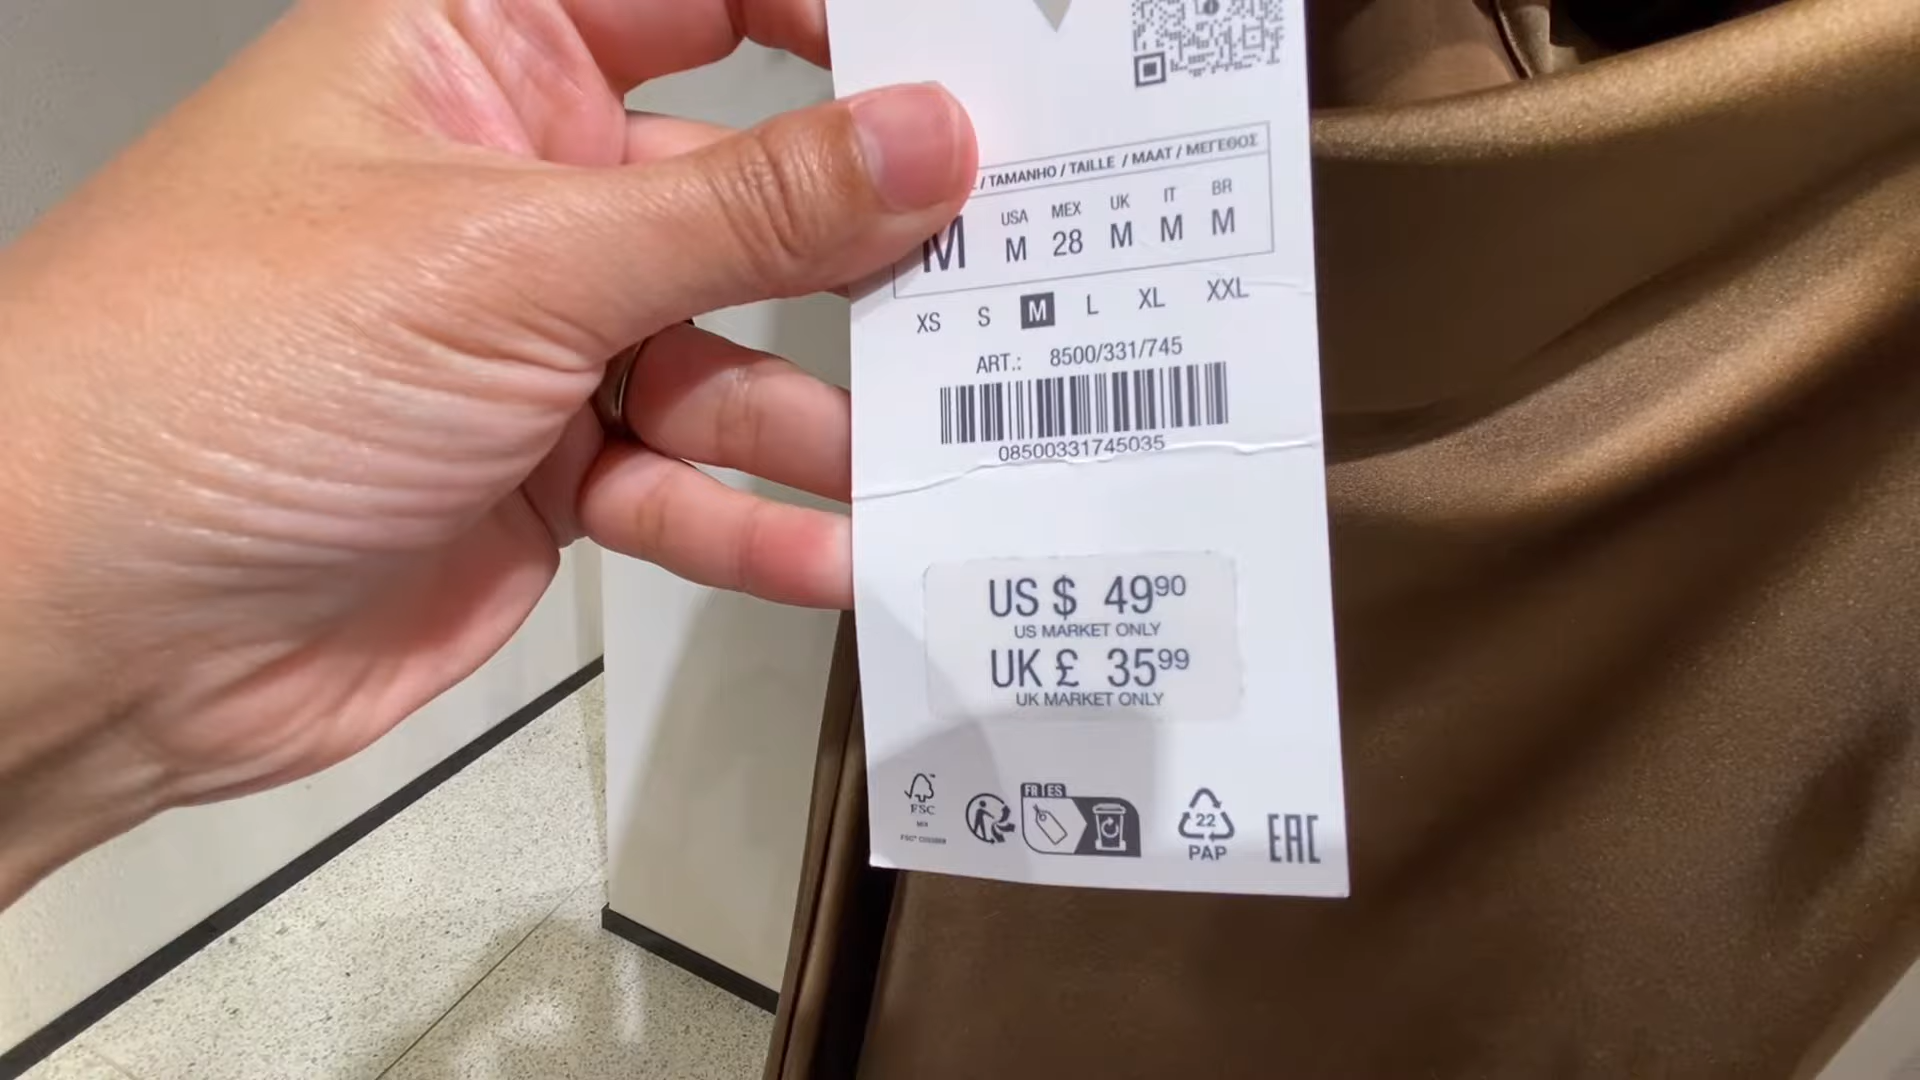 / TAMANHO / TAILLE / MAAT / ΜΕΓΕΘΟΣ
USA MEX UK IT BR
M M 28 M M M
XS S M L XL XXL
ART.: 8500/331/745
08500331745035
US $ 49⁹⁰
US MARKET ONLY
UK £ 35⁹⁹
UK MARKET ONLY
FR ES
FSC
MIX
22
PAP
EAC